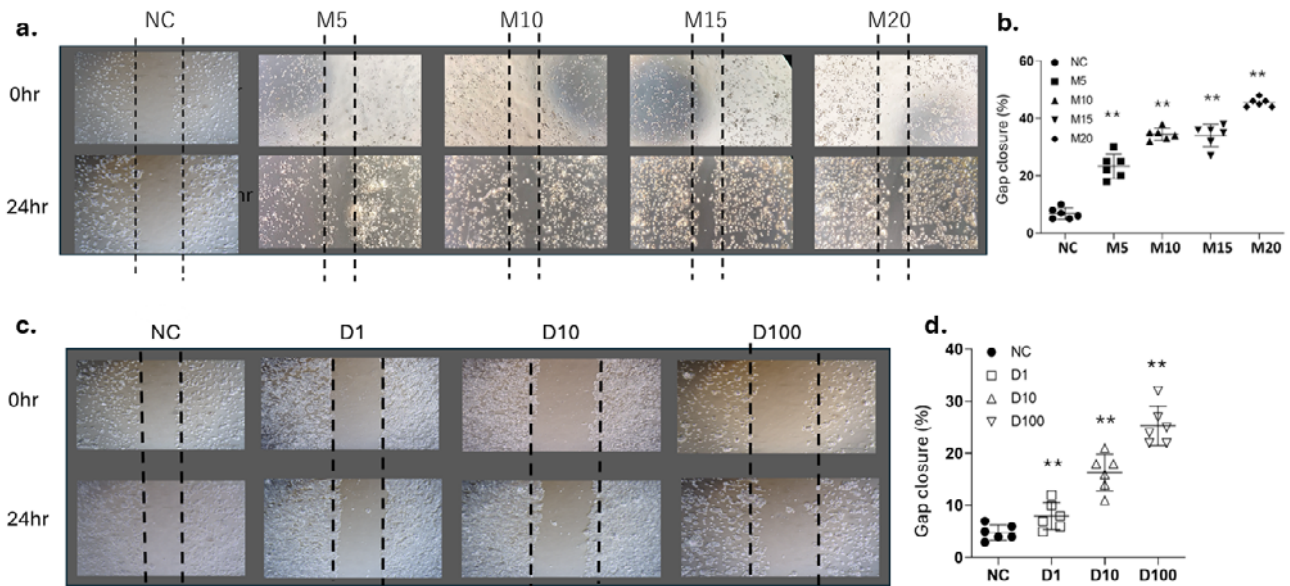 a.
NC M5 M10 M15 M20
0hr
24hr
hr
b.
Gap closure (%)
60
40
20
0
NC
M5
M10
M15
M20
**
**
**
**
NC M5 M10 M15 M20
c.
NC D1 D10 D100
0hr
24hr
d.
Gap closure (%)
40
30
20
10
0
NC
D1
D10
D100
**
**
**
NC D1 D10 D100